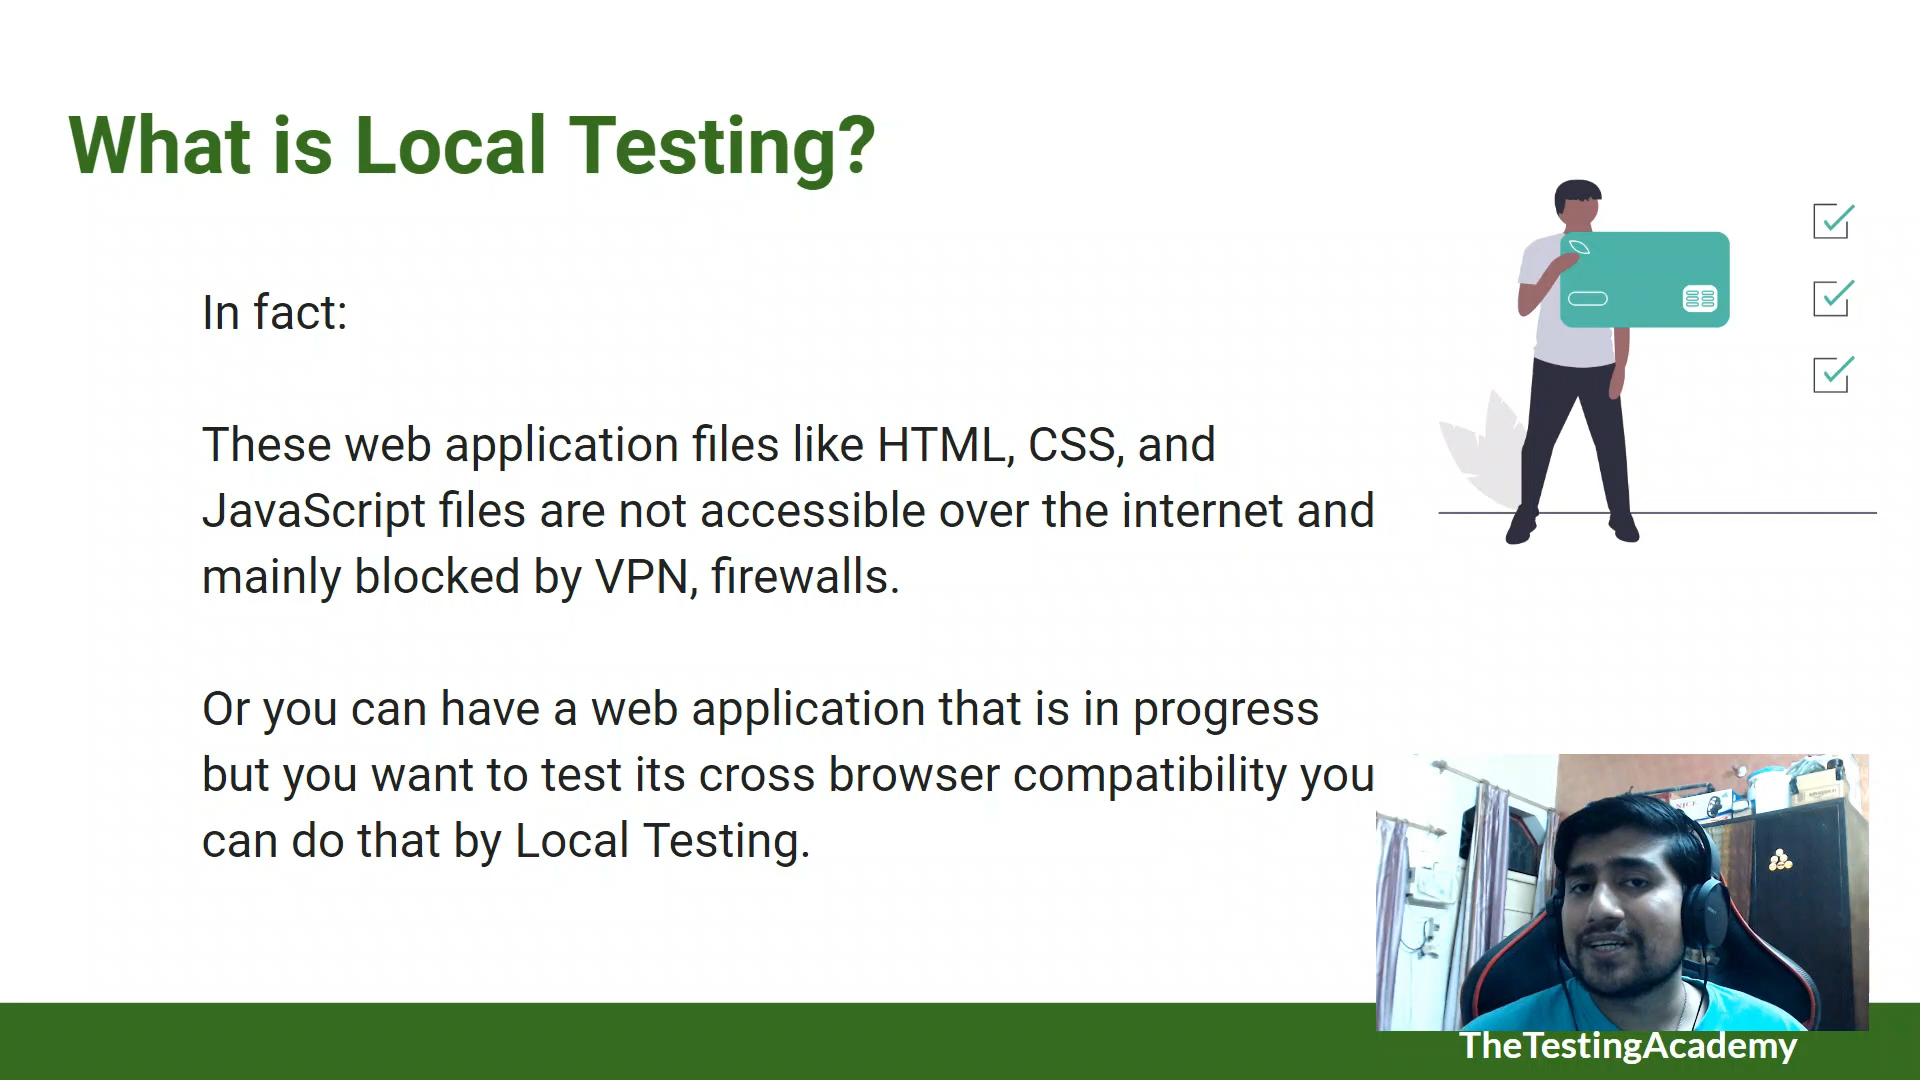 What is Local Testing?
In fact:
These web application files like HTML, CSS, and
JavaScript files are not accessible over the internet and
mainly blocked by VPN, firewalls.
Or you can have a web application that is in progress
but you want to test its cross browser compatibility you
can do that by Local Testing.
NICE
TheTestingAcademy